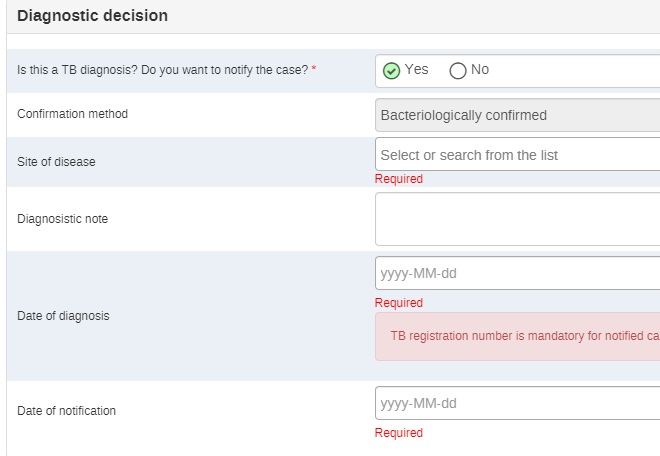 Diagnostic decision
Is this a TB diagnosis? Do you want to notify the case? * Yes No
Confirmation method Bacteriologically confirmed
Site of disease Select or search from the list
Required
Diagnosistic note
yyyy-MM-dd
Required
Date of diagnosis
TB registration number is mandatory for notified ca
yyyy-MM-dd
Date of notification
Required